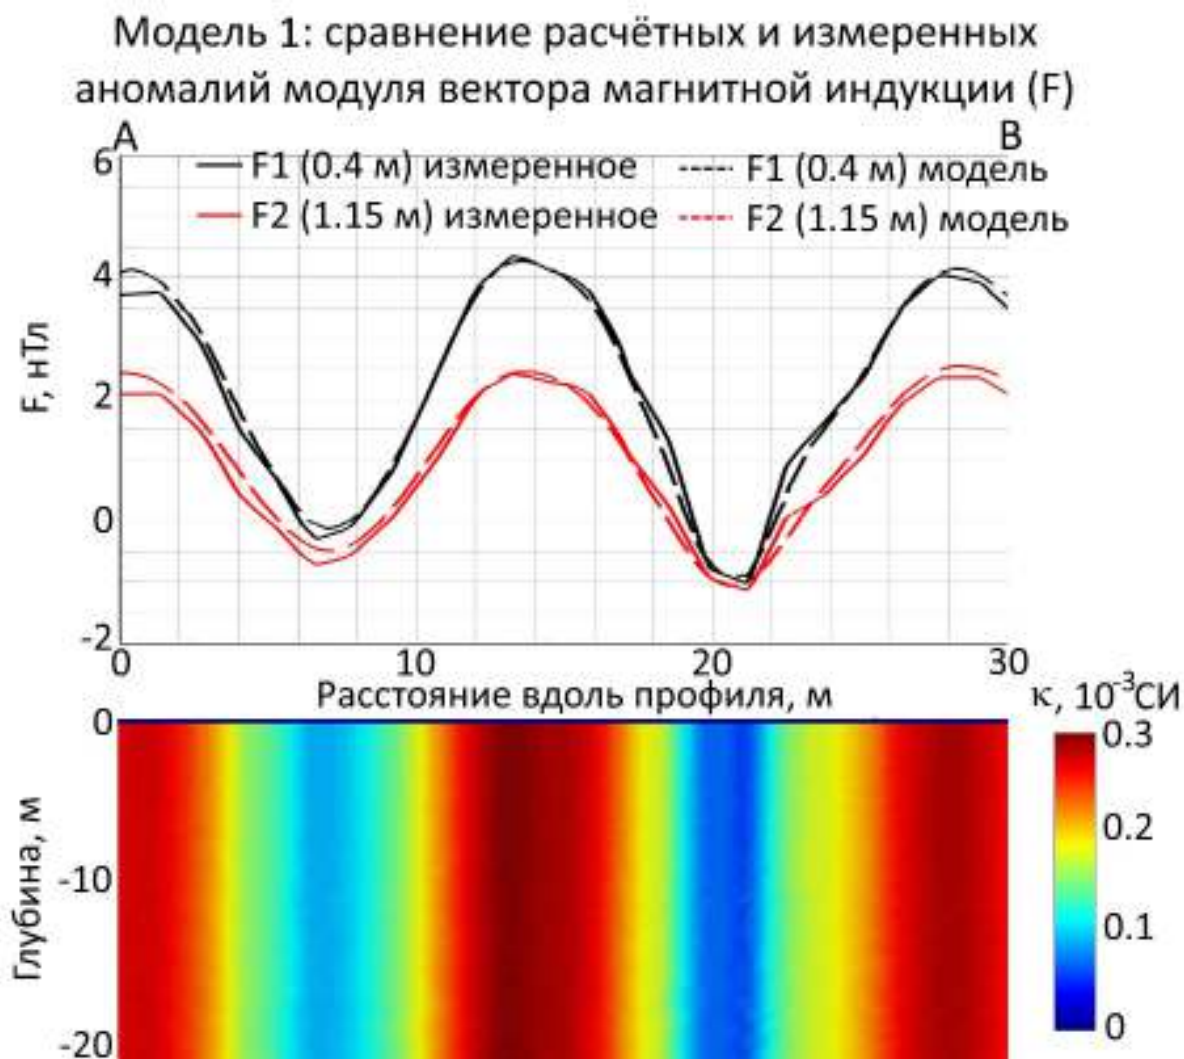 Модель 1: сравнение расчётных и измеренных
аномалий модуля вектора магнитной индукции (F)
A B
F1 (0.4 м) измеренное F1 (0.4 м) модель
F2 (1.15 м) измеренное F2 (1.15 м) модель
6
4
2
0
-2
F, нТл
0 10 20 30
Расстояние вдоль профиля, м
κ, 10⁻³СИ
0
-10
-20
Глубина, м
0.3
0.2
0.1
0